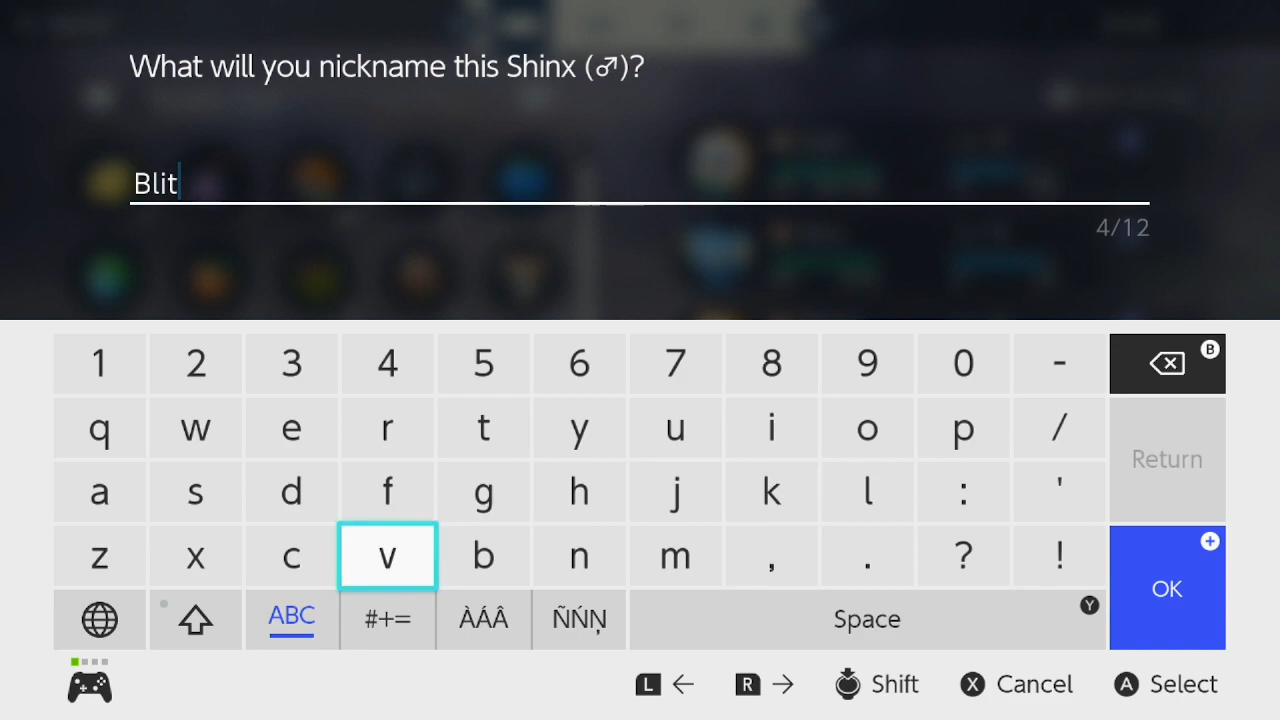 What will you nickname this Shinx (♂)?
Blit
4/12
1 2 3 4 5 6 7 8 9 0 - B
q w e r t y u i o p / Return
a s d f g h j k l : '
z x c v b n m , . ? ! + OK
ABC #+= ÀÁÂ ÑŃŅ Space Y
L ← R → Shift X Cancel A Select